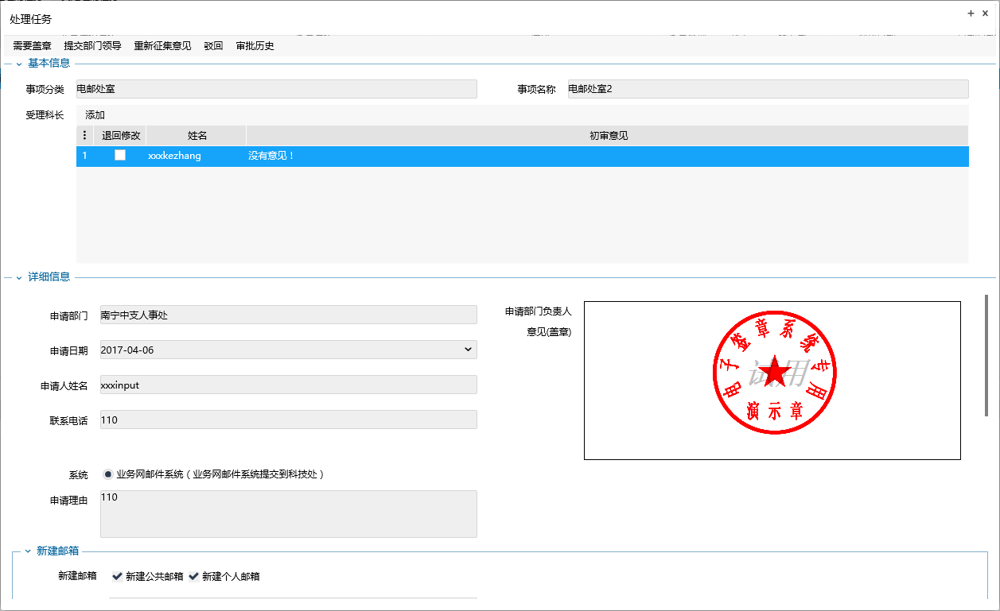 处理任务
需要盖章 提交部门领导 重新征集意见 驳回 审批历史
基本信息
事项分类 电邮处室 事项名称 电邮处室2
受理科长 添加
退回修改 姓名 初审意见
1 xxxkezhang 没有意见！
详细信息
申请部门 南宁中支人事处 申请部门负责人
意见(盖章)
电子签章系统专用
试用
演示章
申请日期 2017-04-06
申请人姓名 xxxinput
联系电话 110
系统 业务网邮件系统（业务网邮件系统提交到科技处）
申请理由 110
新建邮箱
新建邮箱 新建公共邮箱 新建个人邮箱